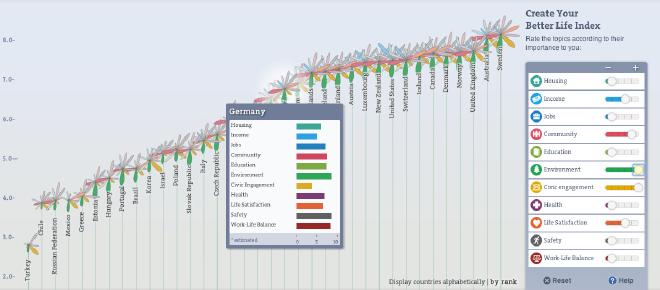 Create Your
Better Life Index
Rate the topics according to their
importance to you:
− +
Housing
Income
Jobs
Community
Education
Environment
Civic engagement
Health
Life Satisfaction
Safety
Work-Life Balance
Reset
? Help
8.0
7.0
6.0
5.0
4.0
3.0
2.0
Turkey
Chile
Russian Federation
Mexico
Greece
Estonia
Hungary
Portugal
Brazil
Korea
Israel
Poland
Slovak Republic
Italy
Czech Republic
Germany
Housing
Income
Jobs
Community
Education
Environment
Civic Engagement
Health
Life Satisfaction
Safety
Work-Life Balance
*estimated
0 5 10
Austria
Luxembourg
New Zealand
United States
Switzerland
Iceland
Canada
Denmark
Norway
United Kingdom
Australia
Sweden
Display countries alphabetically | by rank